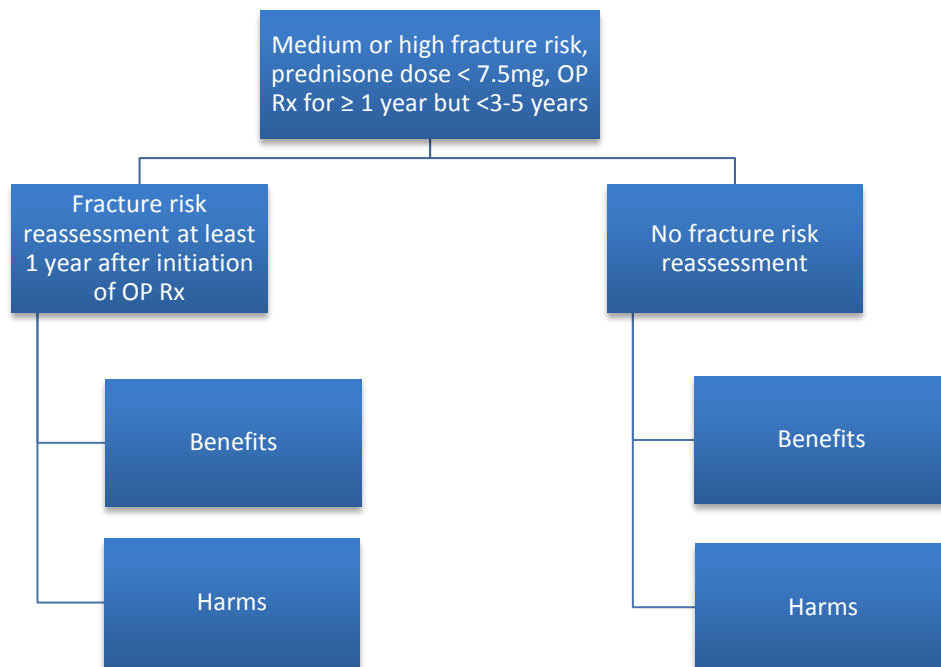 Medium or high fracture risk,
prednisone dose < 7.5mg, OP
Rx for ≥ 1 year but <3-5 years
Fracture risk
reassessment at least
1 year after initiation
of OP Rx
No fracture risk
reassessment
Benefits
Benefits
Harms
Harms